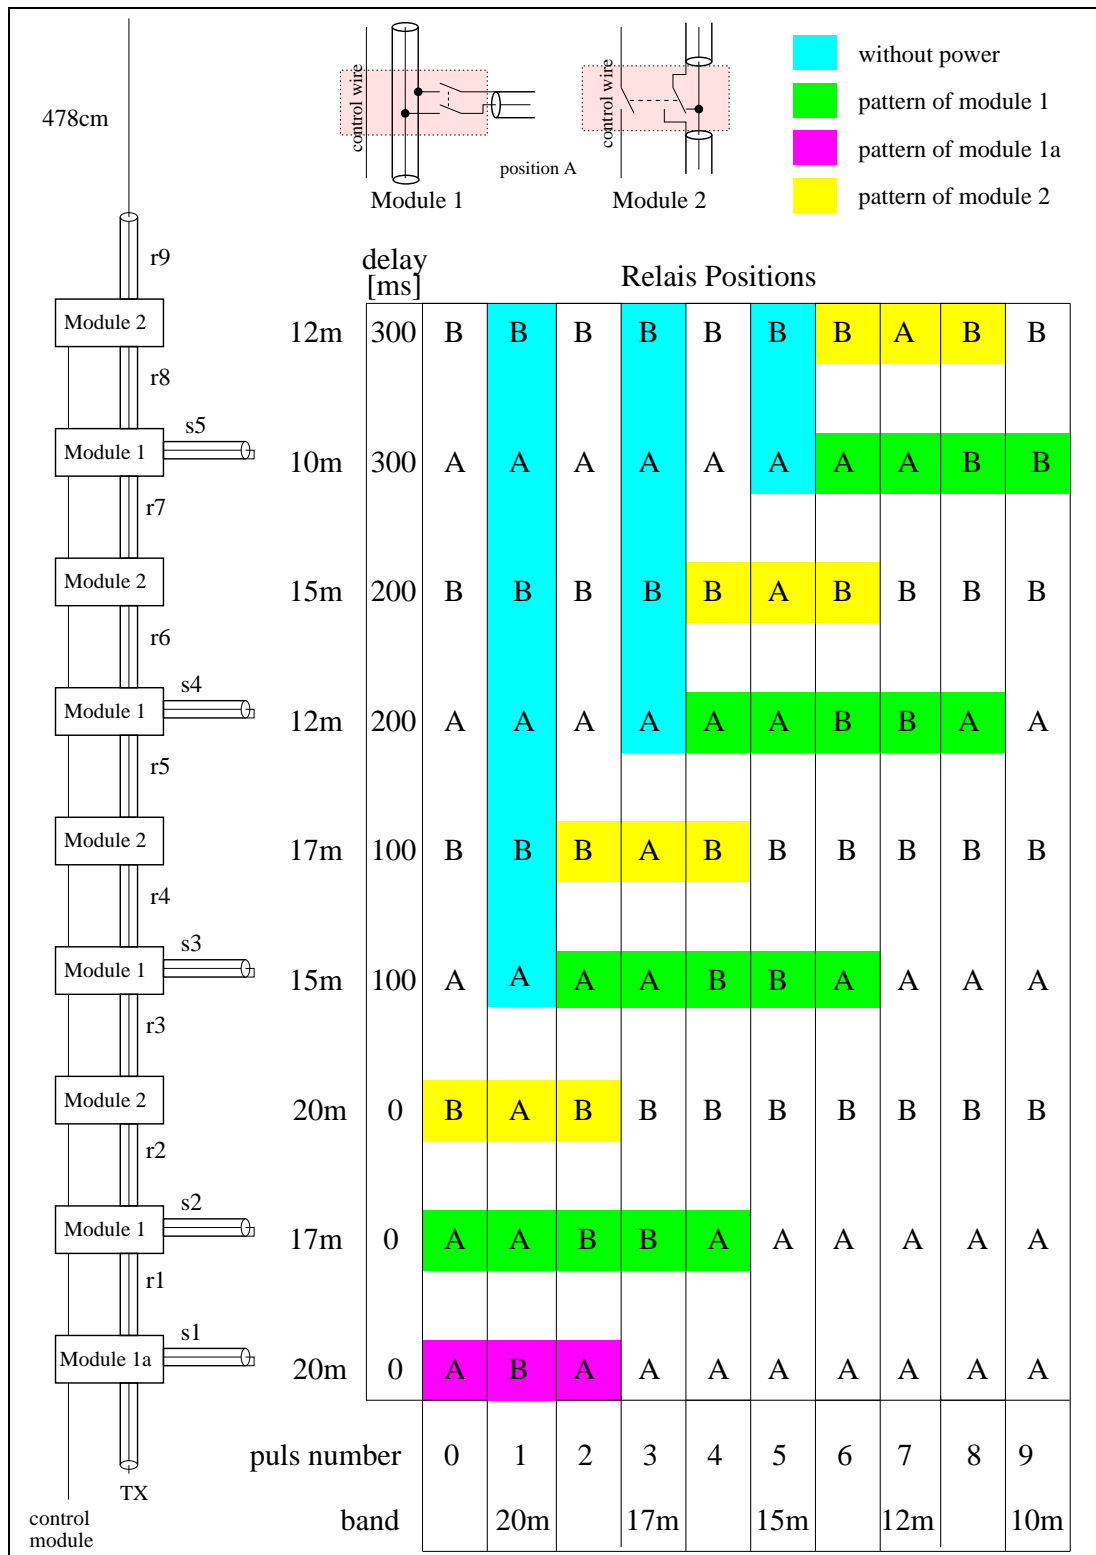 478cm
control wire
Module 1
position A
control wire
Module 2
without power
pattern of module 1
pattern of module 1a
pattern of module 2
r9
Module 2
r8
s5
Module 1
r7
Module 2
r6
s4
Module 1
r5
Module 2
r4
s3
Module 1
r3
Module 2
r2
s2
Module 1
r1
s1
Module 1a
TX
control
module
delay
[ms]
Relais Positions
12m 300 B B B B B B B A B B
10m 300 A A A A A A A A B B
15m 200 B B B B B A B B B B
12m 200 A A A A A A B B A A
17m 100 B B B A B B B B B B
15m 100 A A A A B B A A A A
20m 0 B A B B B B B B B B
17m 0 A A B B A A A A A A
20m 0 A B A A A A A A A A
puls number 0 1 2 3 4 5 6 7 8 9
band 20m 17m 15m 12m 10m